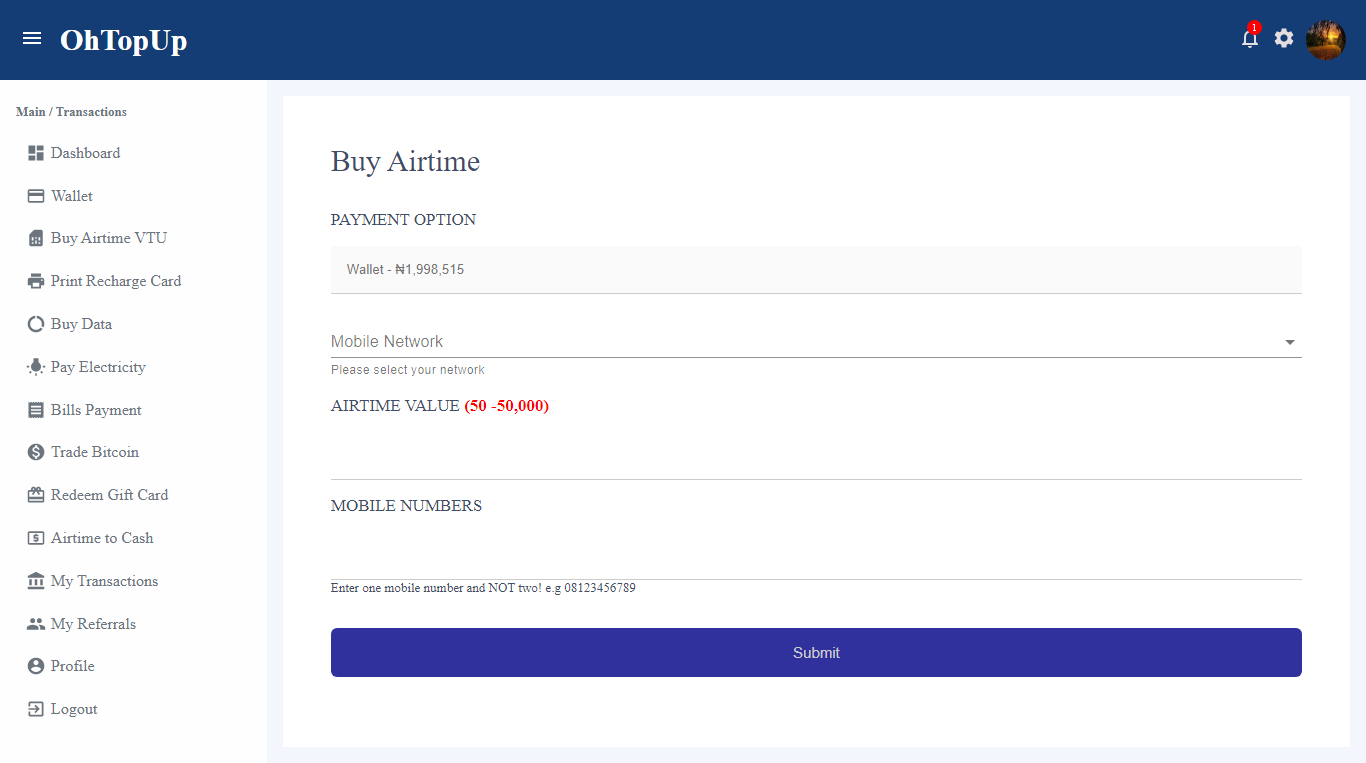 OhTopUp
1
Main / Transactions
Dashboard
Wallet
Buy Airtime VTU
Print Recharge Card
Buy Data
Pay Electricity
Bills Payment
Trade Bitcoin
Redeem Gift Card
Airtime to Cash
My Transactions
My Referrals
Profile
Logout
Buy Airtime
PAYMENT OPTION
Wallet - ₦1,998,515
Mobile Network
Please select your network
AIRTIME VALUE (50 -50,000)
MOBILE NUMBERS
Enter one mobile number and NOT two! e.g 08123456789
Submit